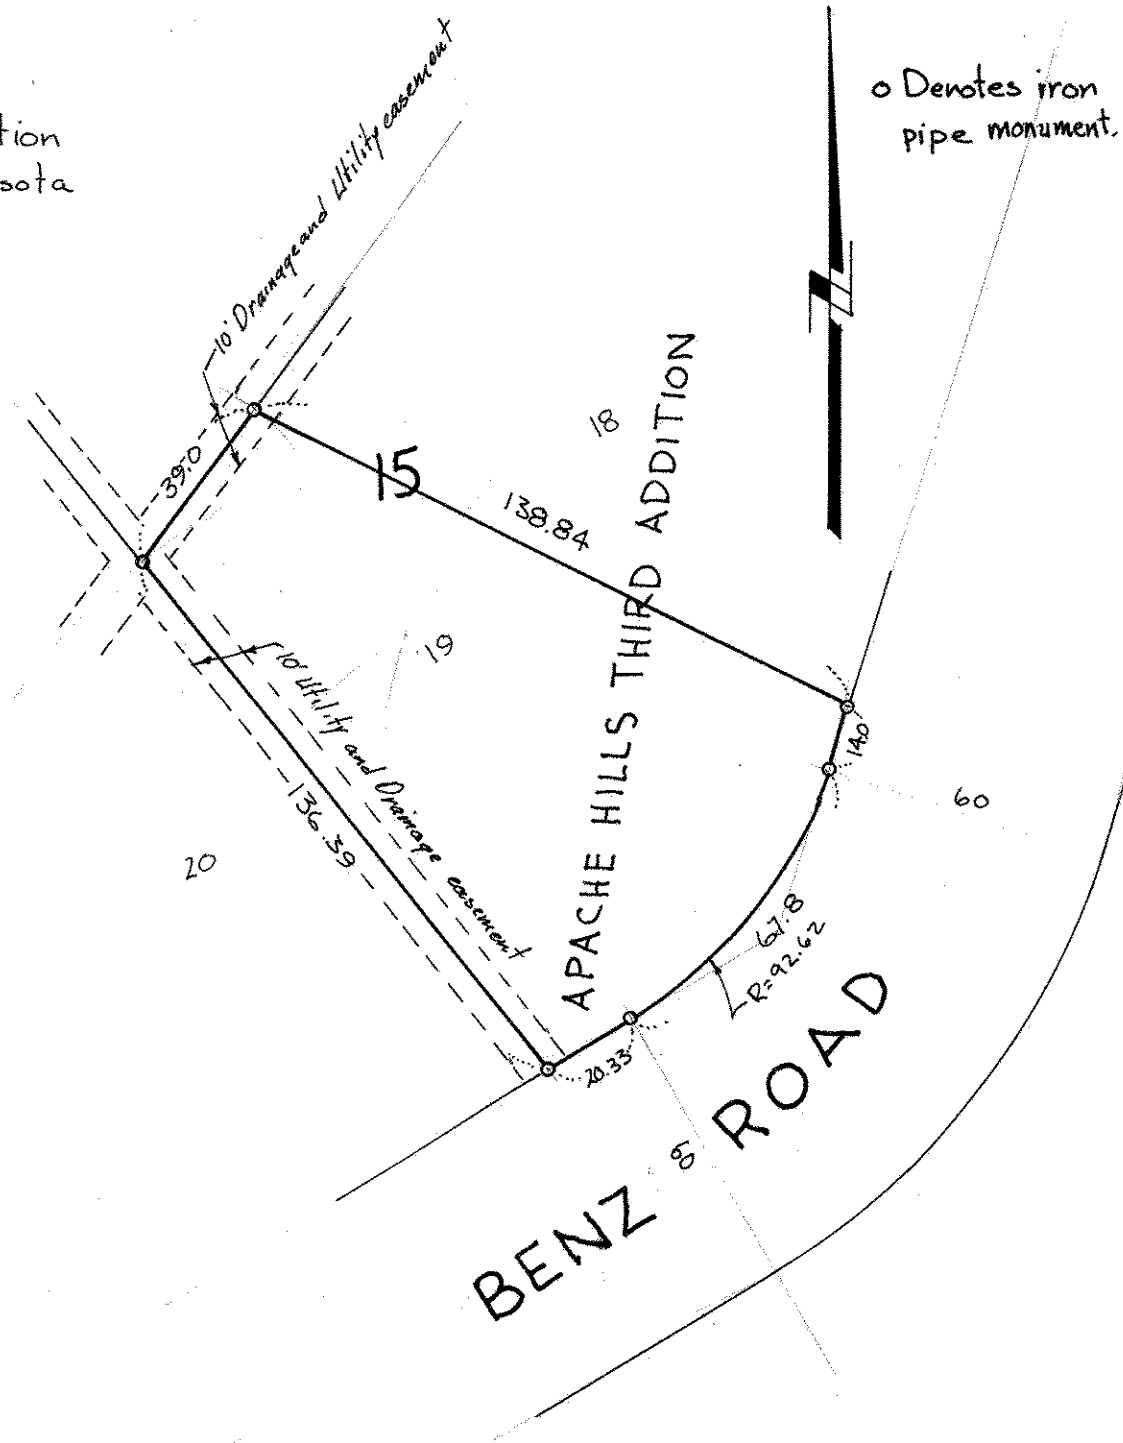 tion
sota
o Denotes iron
pipe monument.
10' Drainage and Utility easement
18
39.0
15
138.84
APACHE HILLS THIRD ADDITION
19
10' Utility and Drainage easement
14.0
60
136.39
20
67.8
R=92.62
20.33
60
BENZ ROAD